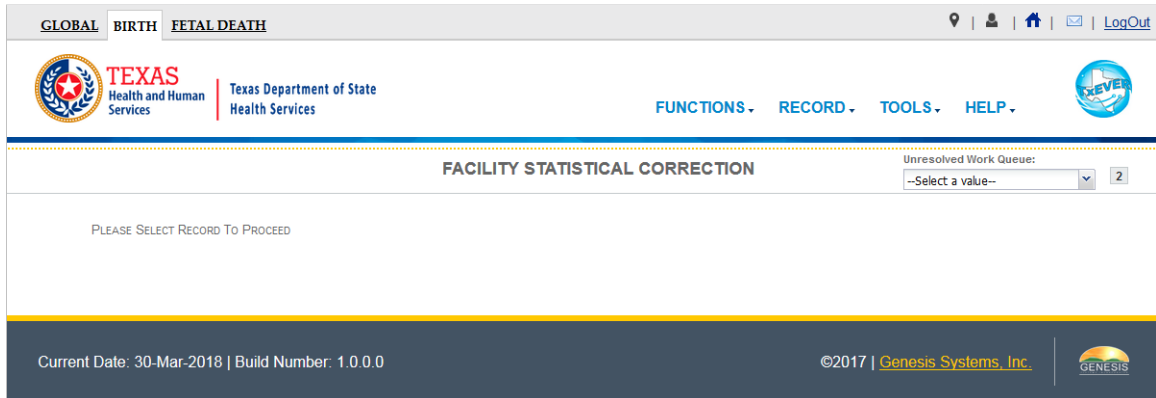 GLOBAL BIRTH FETAL DEATH | | | | LogOut
TEXAS
Health and Human
Services
Texas Department of State
Health Services
FUNCTIONS RECORD TOOLS HELP
TxEVER
FACILITY STATISTICAL CORRECTION
Unresolved Work Queue:
--Select a value-- 2
PLEASE SELECT RECORD TO PROCEED
Current Date: 30-Mar-2018 | Build Number: 1.0.0.0 ©2017 | Genesis Systems, Inc.
GENESIS